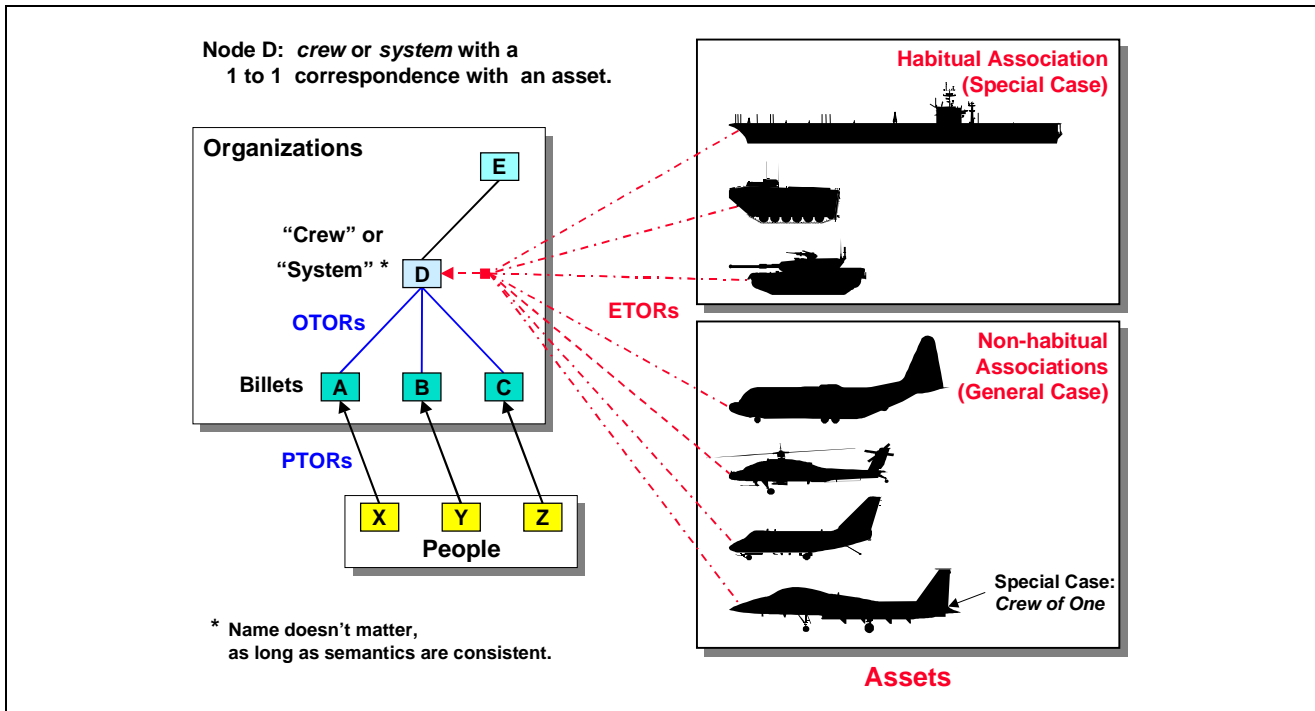 Node D: crew or system with a
1 to 1 correspondence with an asset.
Organizations
E
“Crew” or
“System” *
D
OTORs
Billets
A
B
C
PTORs
X
Y
Z
People
* Name doesn’t matter,
as long as semantics are consistent.
ETORs
Habitual Association
(Special Case)
Non-habitual
Associations
(General Case)
Special Case:
Crew of One
Assets